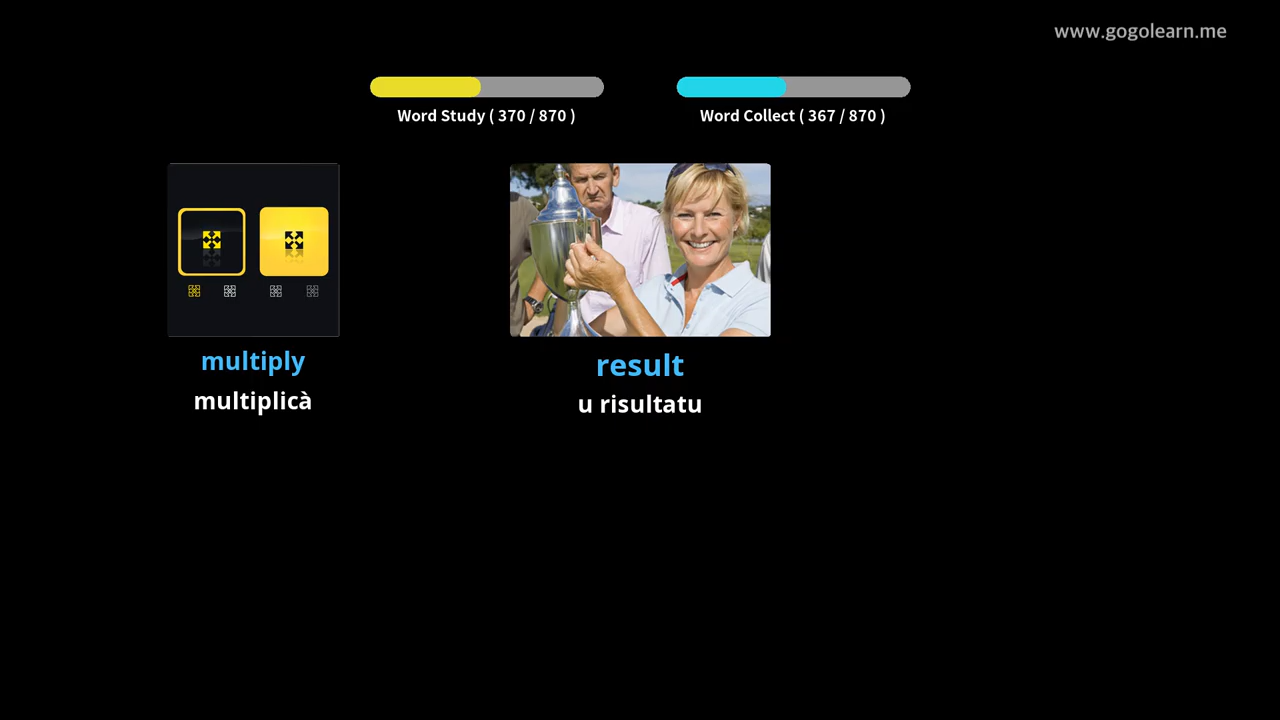 www.gogolearn.me
Word Study ( 370 / 870 )
Word Collect ( 367 / 870 )
multiply
multiplicà
result
u risultatu